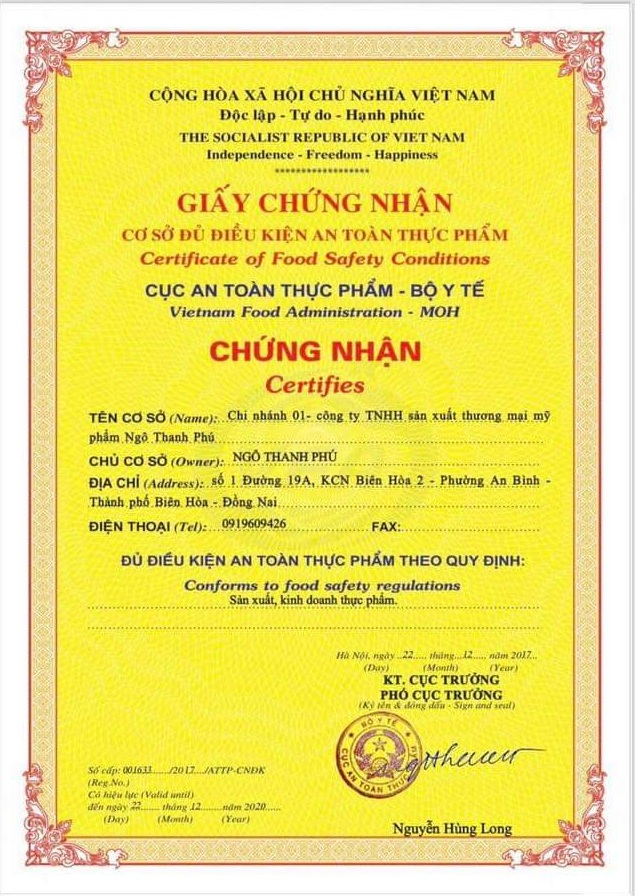 CỘNG HÒA XÃ HỘI CHỦ NGHĨA VIỆT NAM
Độc lập - Tự do - Hạnh phúc
THE SOCIALIST REPUBLIC OF VIET NAM
Independence - Freedom - Happiness
******************
GIẤY CHỨNG NHẬN
CƠ SỞ ĐỦ ĐIỀU KIỆN AN TOÀN THỰC PHẨM
Certificate of Food Safety Conditions
CỤC AN TOÀN THỰC PHẨM - BỘ Y TẾ
Vietnam Food Administration - MOH
CHỨNG NHẬN
Certifies
TÊN CƠ SỞ (Name): Chi nhánh 01- công ty TNHH sản xuất thương mại mỹ
phẩm Ngô Thanh Phú
CHỦ CƠ SỞ (Owner): NGÔ THANH PHÚ
ĐỊA CHỈ (Address): số 1 Đường 19A, KCN Biên Hòa 2 - Phường An Bình -
Thành phố Biên Hòa - Đồng Nai
ĐIỆN THOẠI (Tel): 0919609426 FAX:
ĐỦ ĐIỀU KIỆN AN TOÀN THỰC PHẨM THEO QUY ĐỊNH:
Conforms to food safety regulations
Sản xuất, kinh doanh thực phẩm.
Hà Nội, ngày 22 tháng 12 năm 2017
(Day) (Month) (Year)
KT. CỤC TRƯỞNG
PHÓ CỤC TRƯỞNG
(Ký tên & đóng dấu - Sign and seal)
BỘ Y TẾ
CỤC AN TOÀN THỰC
Số cấp: 001633/2017/ATTP-CNĐK
(Reg.No.)
Có hiệu lực (Valid until)
đến ngày 22 tháng 12 năm 2020
(Day) (Month) (Year)
Nguyễn Hùng Long